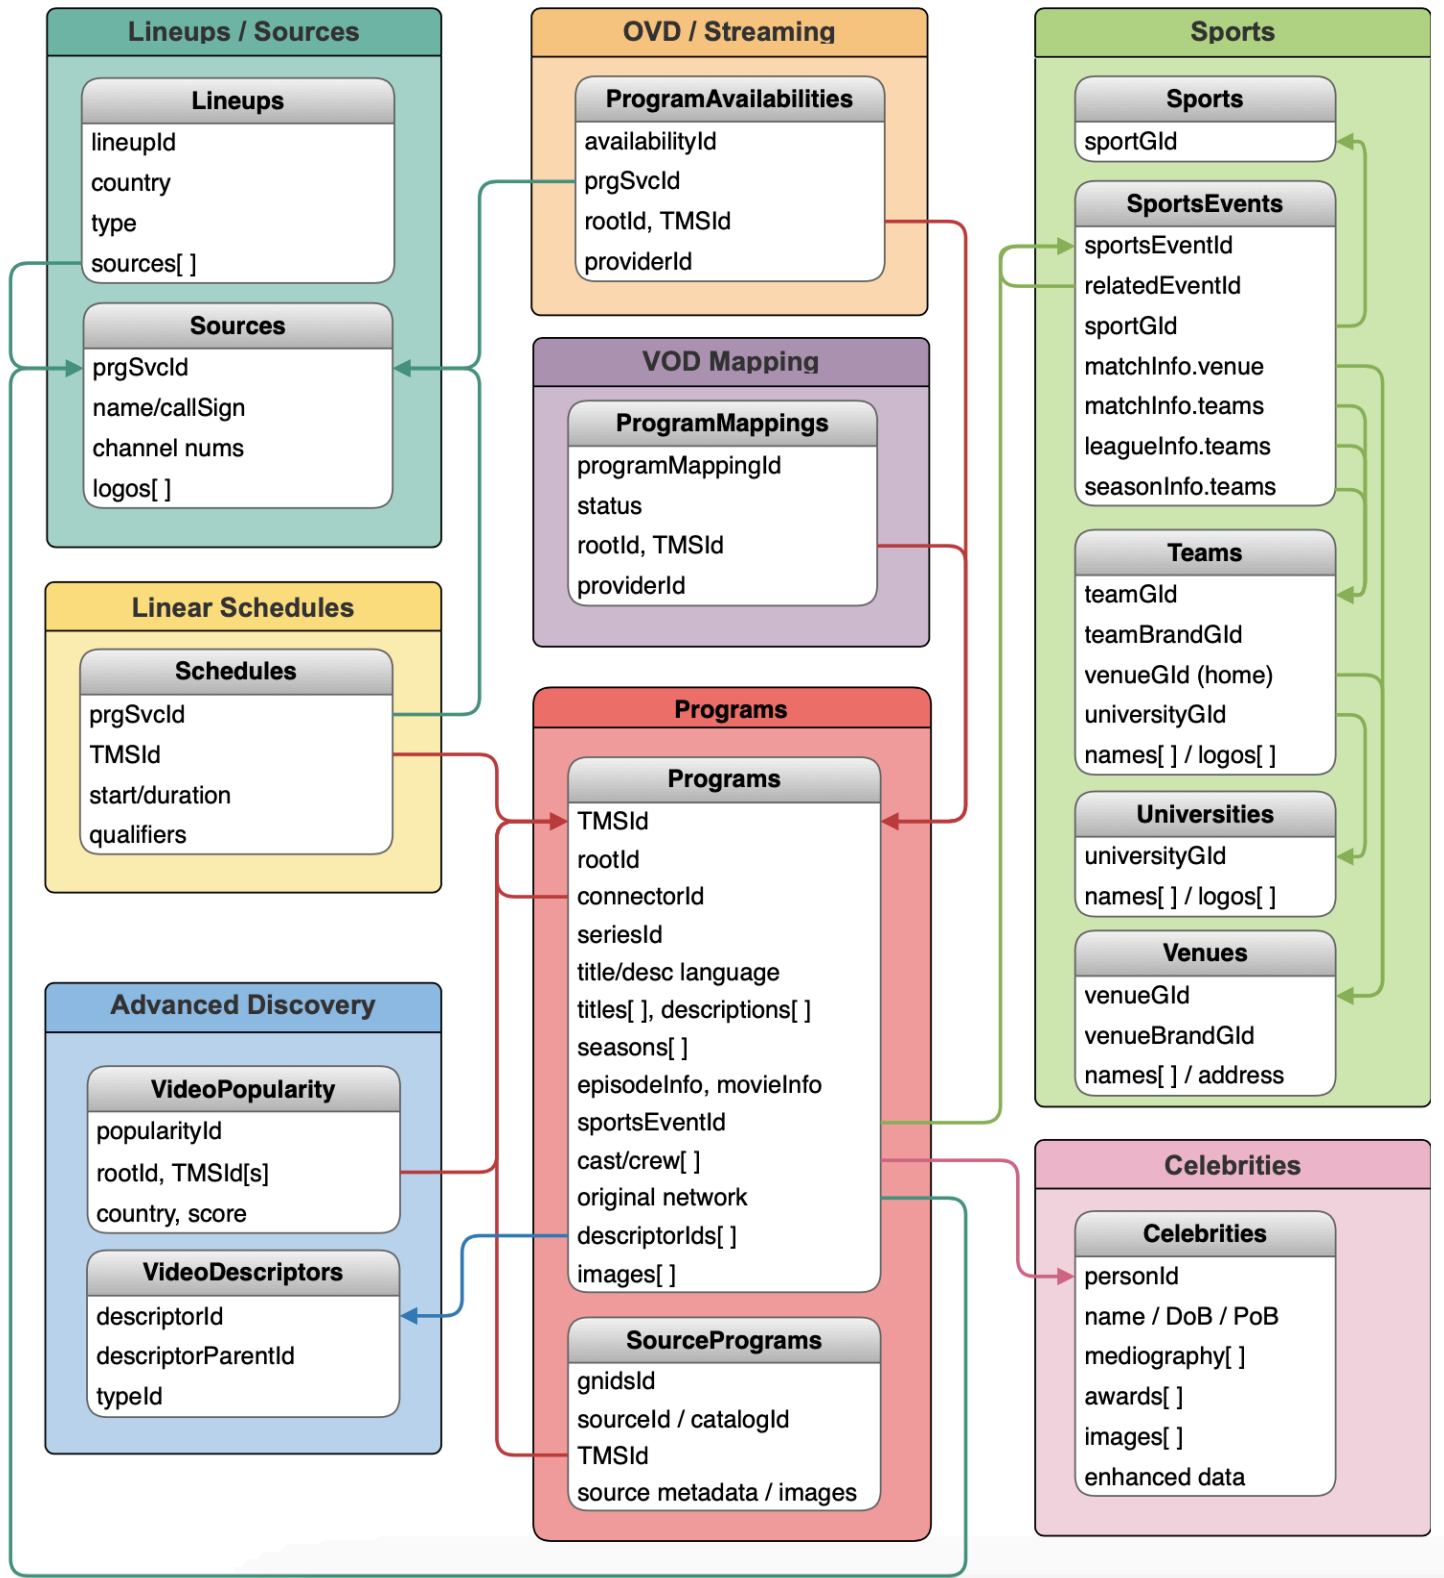 Lineups / Sources
Lineups
lineupId
country
type
sources[ ]
Sources
prgSvcId
name/callSign
channel nums
logos[ ]
Linear Schedules
Schedules
prgSvcId
TMSId
start/duration
qualifiers
Advanced Discovery
VideoPopularity
popularityId
rootId, TMSId[s]
country, score
VideoDescriptors
descriptorId
descriptorParentId
typeId
OVD / Streaming
ProgramAvailabilities
availabilityId
prgSvcId
rootId, TMSId
providerId
VOD Mapping
ProgramMappings
programMappingId
status
rootId, TMSId
providerId
Programs
Programs
TMSId
rootId
connectorId
seriesId
title/desc language
titles[ ], descriptions[ ]
seasons[ ]
episodeInfo, movieInfo
sportsEventId
cast/crew[ ]
original network
descriptorIds[ ]
images[ ]
SourcePrograms
gnidsId
sourceId / catalogId
TMSId
source metadata / images
Sports
Sports
sportGId
SportsEvents
sportsEventId
relatedEventId
sportGId
matchInfo.venue
matchInfo.teams
leagueInfo.teams
seasonInfo.teams
Teams
teamGId
teamBrandGId
venueGId (home)
universityGId
names[ ] / logos[ ]
Universities
universityGId
names[ ] / logos[ ]
Venues
venueGId
venueBrandGId
names[ ] / address
Celebrities
Celebrities
personId
name / DoB / PoB
mediography[ ]
awards[ ]
images[ ]
enhanced data